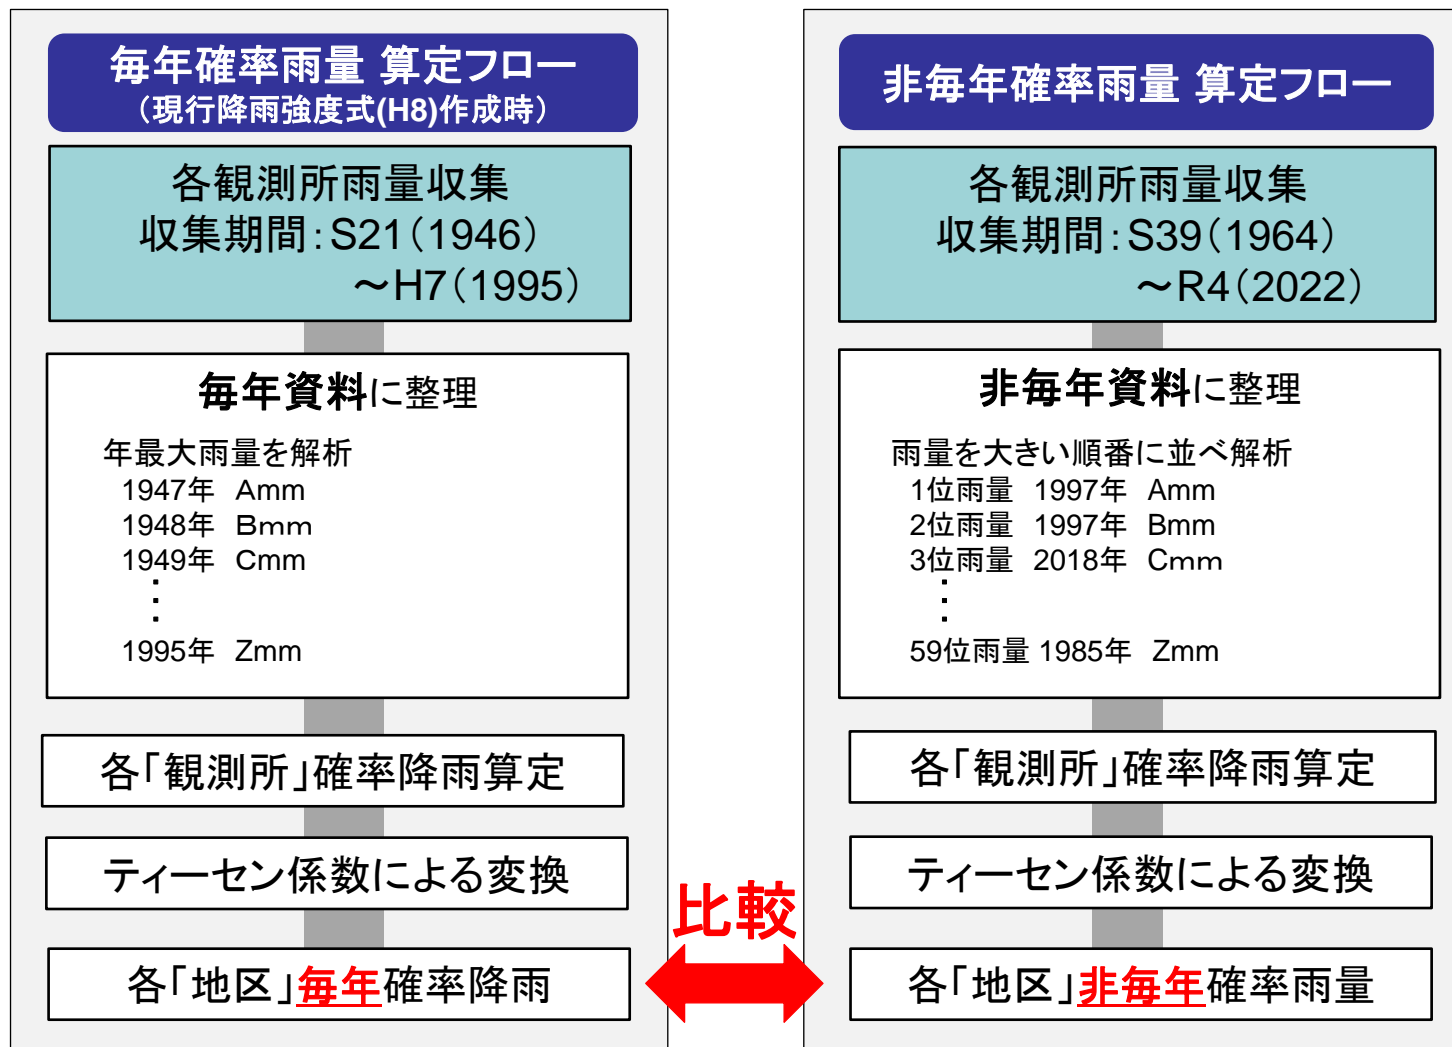 毎年確率雨量 算定フロー
（現行降雨強度式(H8)作成時）
各観測所雨量収集
収集期間：S21（1946）
～H7（1995）
毎年資料に整理
年最大雨量を解析
1947年 Amm
1948年 Bｍｍ
1949年 Cmm
・
・
・
1995年 Zmm
各「観測所」確率降雨算定
ティーセン係数による変換
各「地区」毎年確率降雨
比較
非毎年確率雨量 算定フロー
各観測所雨量収集
収集期間：S39（1964）
～R4（2022）
非毎年資料に整理
雨量を大きい順番に並べ解析
1位雨量 1997年 Amm
2位雨量 1997年 Bmm
3位雨量 2018年 Cｍｍ
・
・
・
59位雨量 1985年 Zmm
各「観測所」確率降雨算定
ティーセン係数による変換
各「地区」非毎年確率雨量